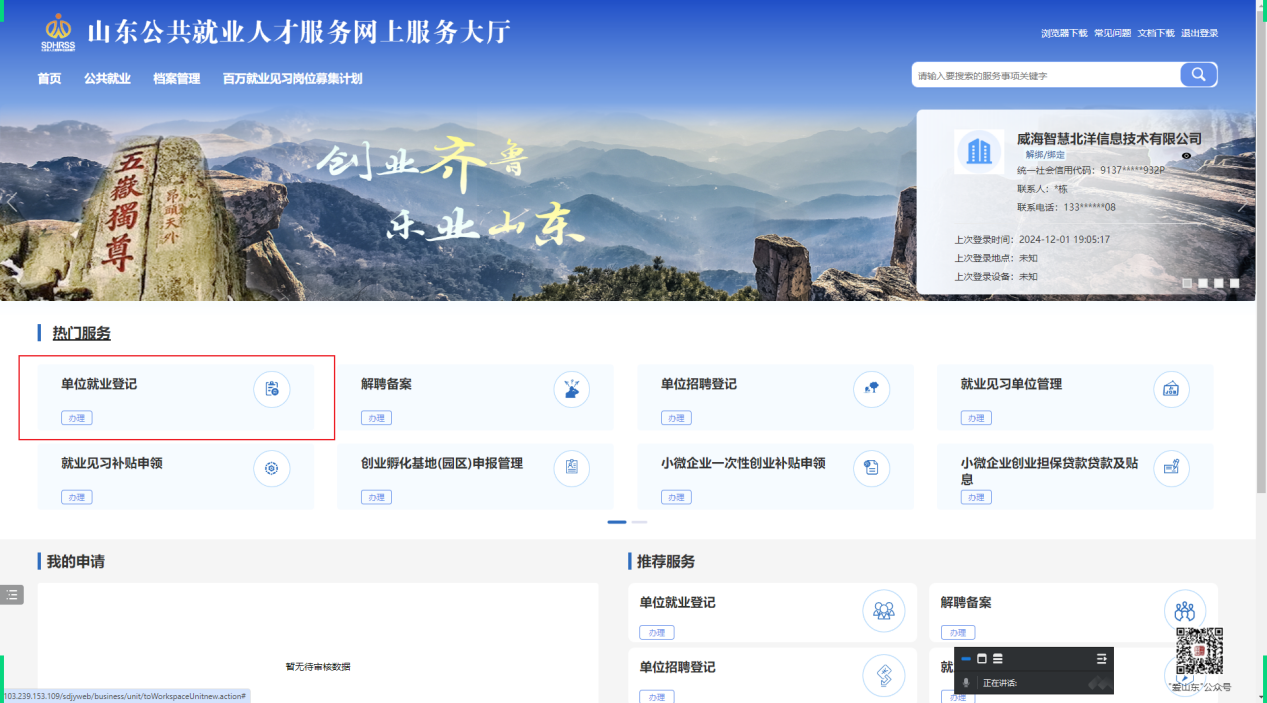 SDHRSS
山东公共就业人才服务网上服务大厅
浏览器下载 常见问题 文档下载 退出登录
首页 公共就业 档案管理 百万就业见习岗位募集计划
请输入要搜索的服务事项关键字
五嶽獨尊
昂頭天外
创业齐鲁
乐业山东
威海智慧北洋信息技术有限公司
解绑/绑定
统一社会信用代码：9137*****932P
联系人：*栋
联系电话：133******08
上次登录时间：2024-12-01 19:05:17
上次登录地点：未知
上次登录设备：未知
热门服务
单位就业登记 解聘备案 单位招聘登记 就业见习单位管理
办理 办理 办理 办理
就业见习补贴申领 创业孵化基地(园区)申报管理 小微企业一次性创业补贴申领 小微企业创业担保贷款贷款及贴
息
办理 办理 办理 办理
我的申请 推荐服务
单位就业登记 解聘备案
办理 办理
暂无待审核数据
单位招聘登记 就
办理 办理
正在讲话:
"爱山东"公众号
103.239.153.109/sdjyweb/business/unit/toWorkspaceUnitnew.action#